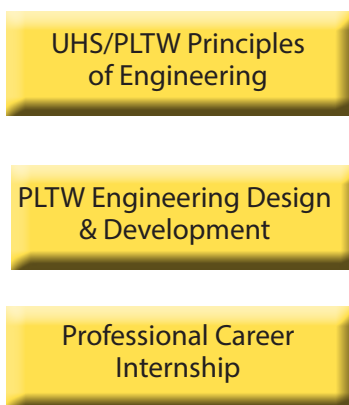 UHS/PLTW Principles
of Engineering
PLTW Engineering Design
& Development
Professional Career
Internship